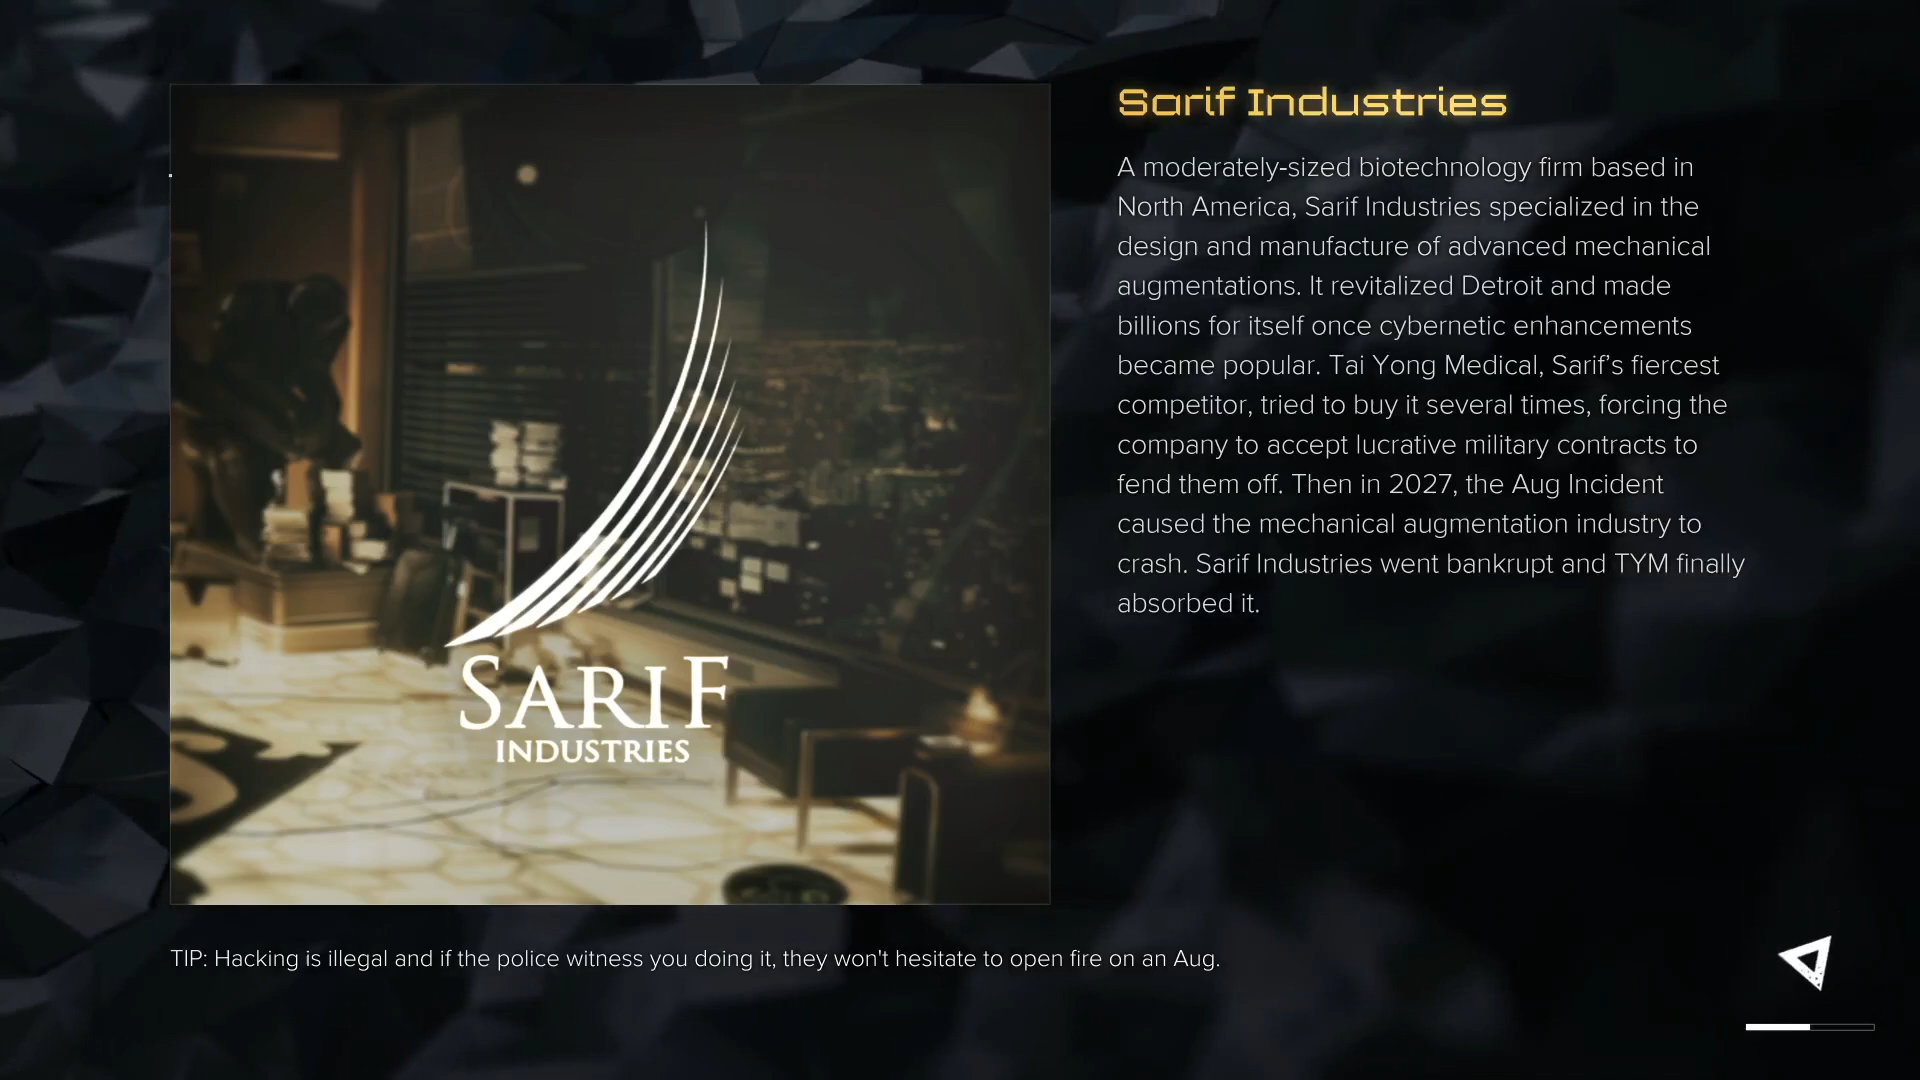 SARIF
INDUSTRIES
Sarif Industries
A moderately-sized biotechnology firm based in
North America, Sarif Industries specialized in the
design and manufacture of advanced mechanical
augmentations. It revitalized Detroit and made
billions for itself once cybernetic enhancements
became popular. Tai Yong Medical, Sarif’s fiercest
competitor, tried to buy it several times, forcing the
company to accept lucrative military contracts to
fend them off. Then in 2027, the Aug Incident
caused the mechanical augmentation industry to
crash. Sarif Industries went bankrupt and TYM finally
absorbed it.
TIP: Hacking is illegal and if the police witness you doing it, they won't hesitate to open fire on an Aug.